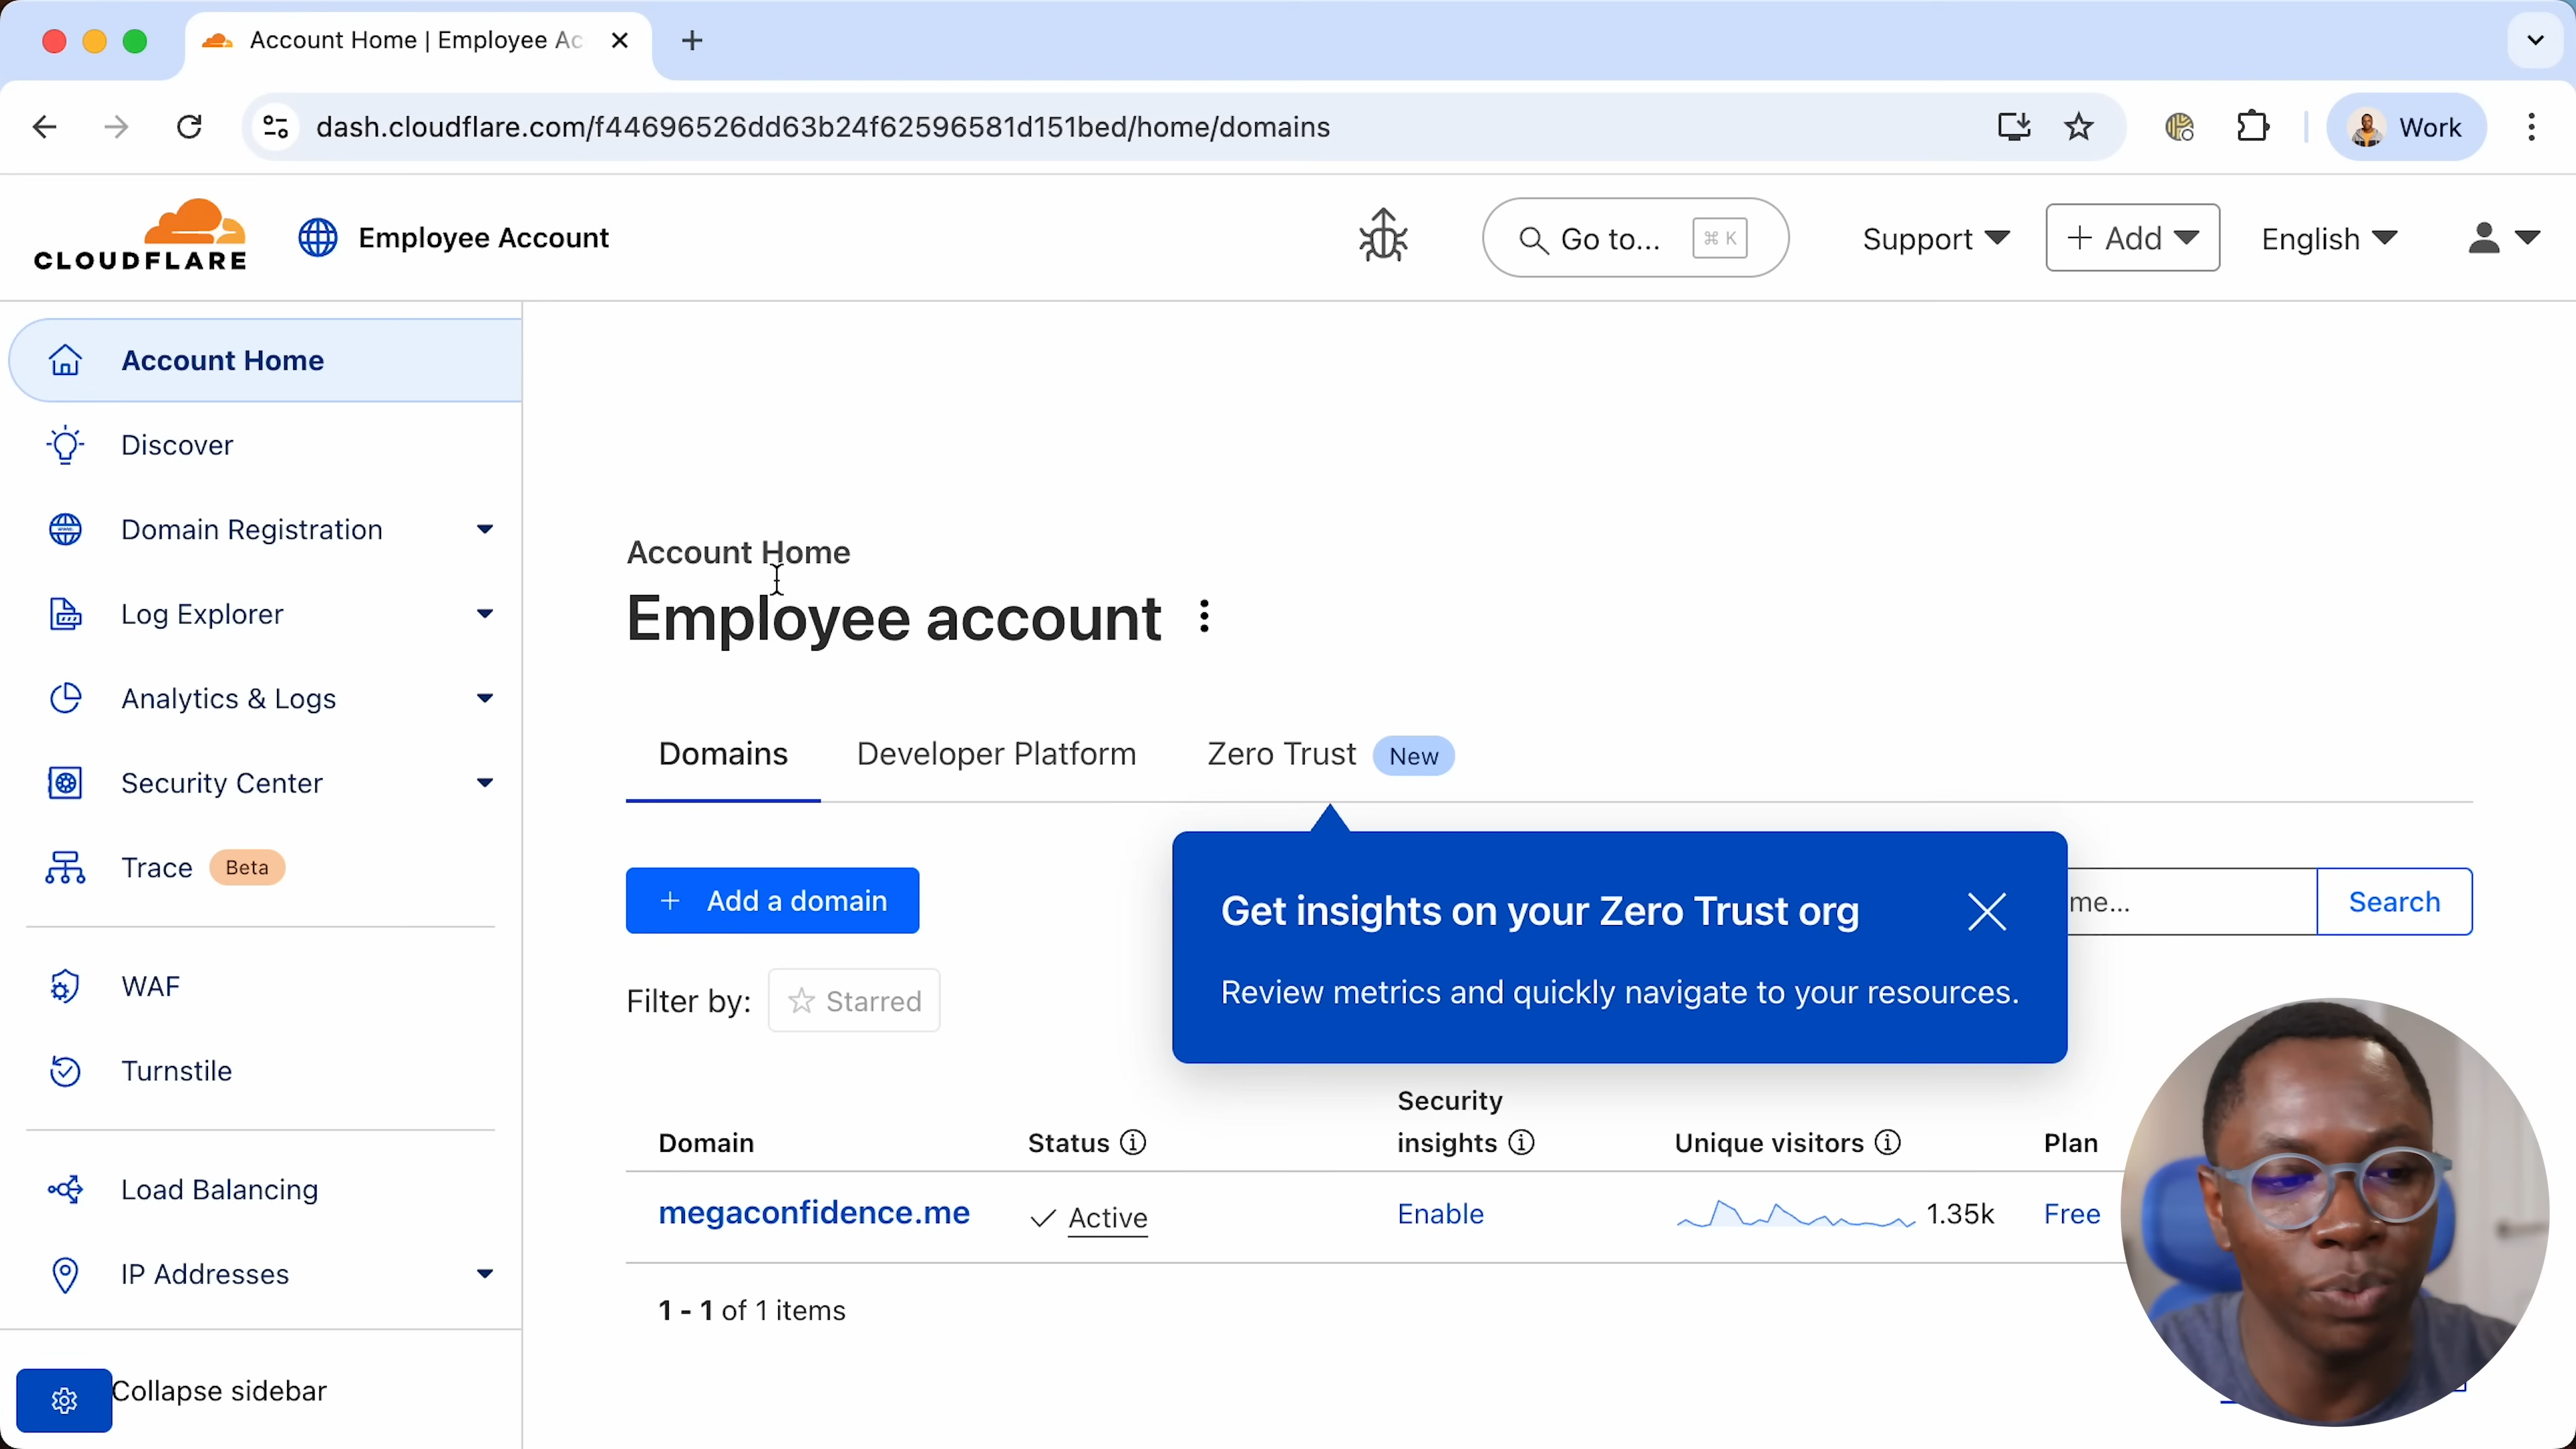 Account Home | Employee Ac
dash.cloudflare.com/f44696526dd63b24f62596581d151bed/home/domains
Work
CLOUDFLARE
Employee Account
Go to...
⌘ K
Support
+ Add
English
Account Home
Discover
Domain Registration
Log Explorer
Analytics & Logs
Security Center
Trace Beta
WAF
Turnstile
Load Balancing
IP Addresses
Collapse sidebar
Account Home
Employee account
Domains
Developer Platform
Zero Trust New
+ Add a domain
Get insights on your Zero Trust org
Review metrics and quickly navigate to your resources.
me...
Search
Filter by:
Starred
Domain
Status
Security
insights
Unique visitors
Plan
megaconfidence.me
Active
Enable
1.35k
Free
1 - 1 of 1 items